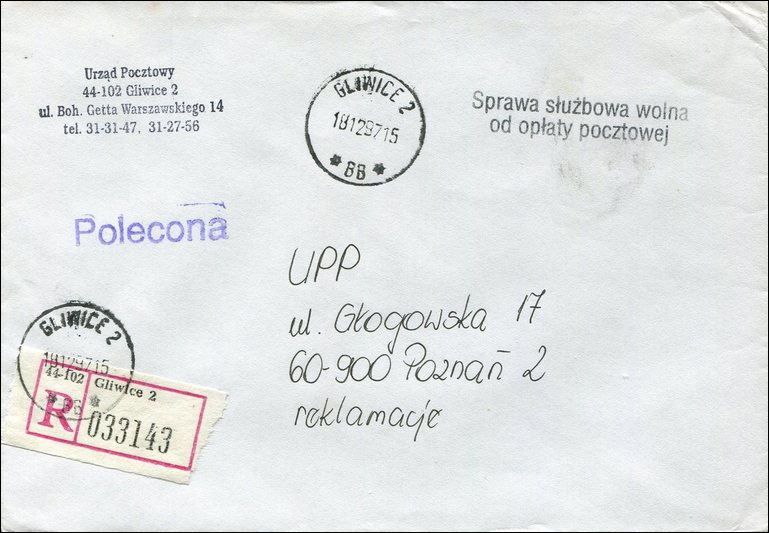 Urząd Pocztowy
44-102 Gliwice 2
ul. Boh. Getta Warszawskiego 14
tel. 31-31-47, 31-27-56
GLIWICE 2
18129715
* BB *
Sprawa służbowa wolna
od opłaty pocztowej
Polecona
UPP
ul. Głogowska 17
60-900 Poznań 2
reklamacje
GLIWICE 2
18129715
44-102 Gliwice 2
R 033143